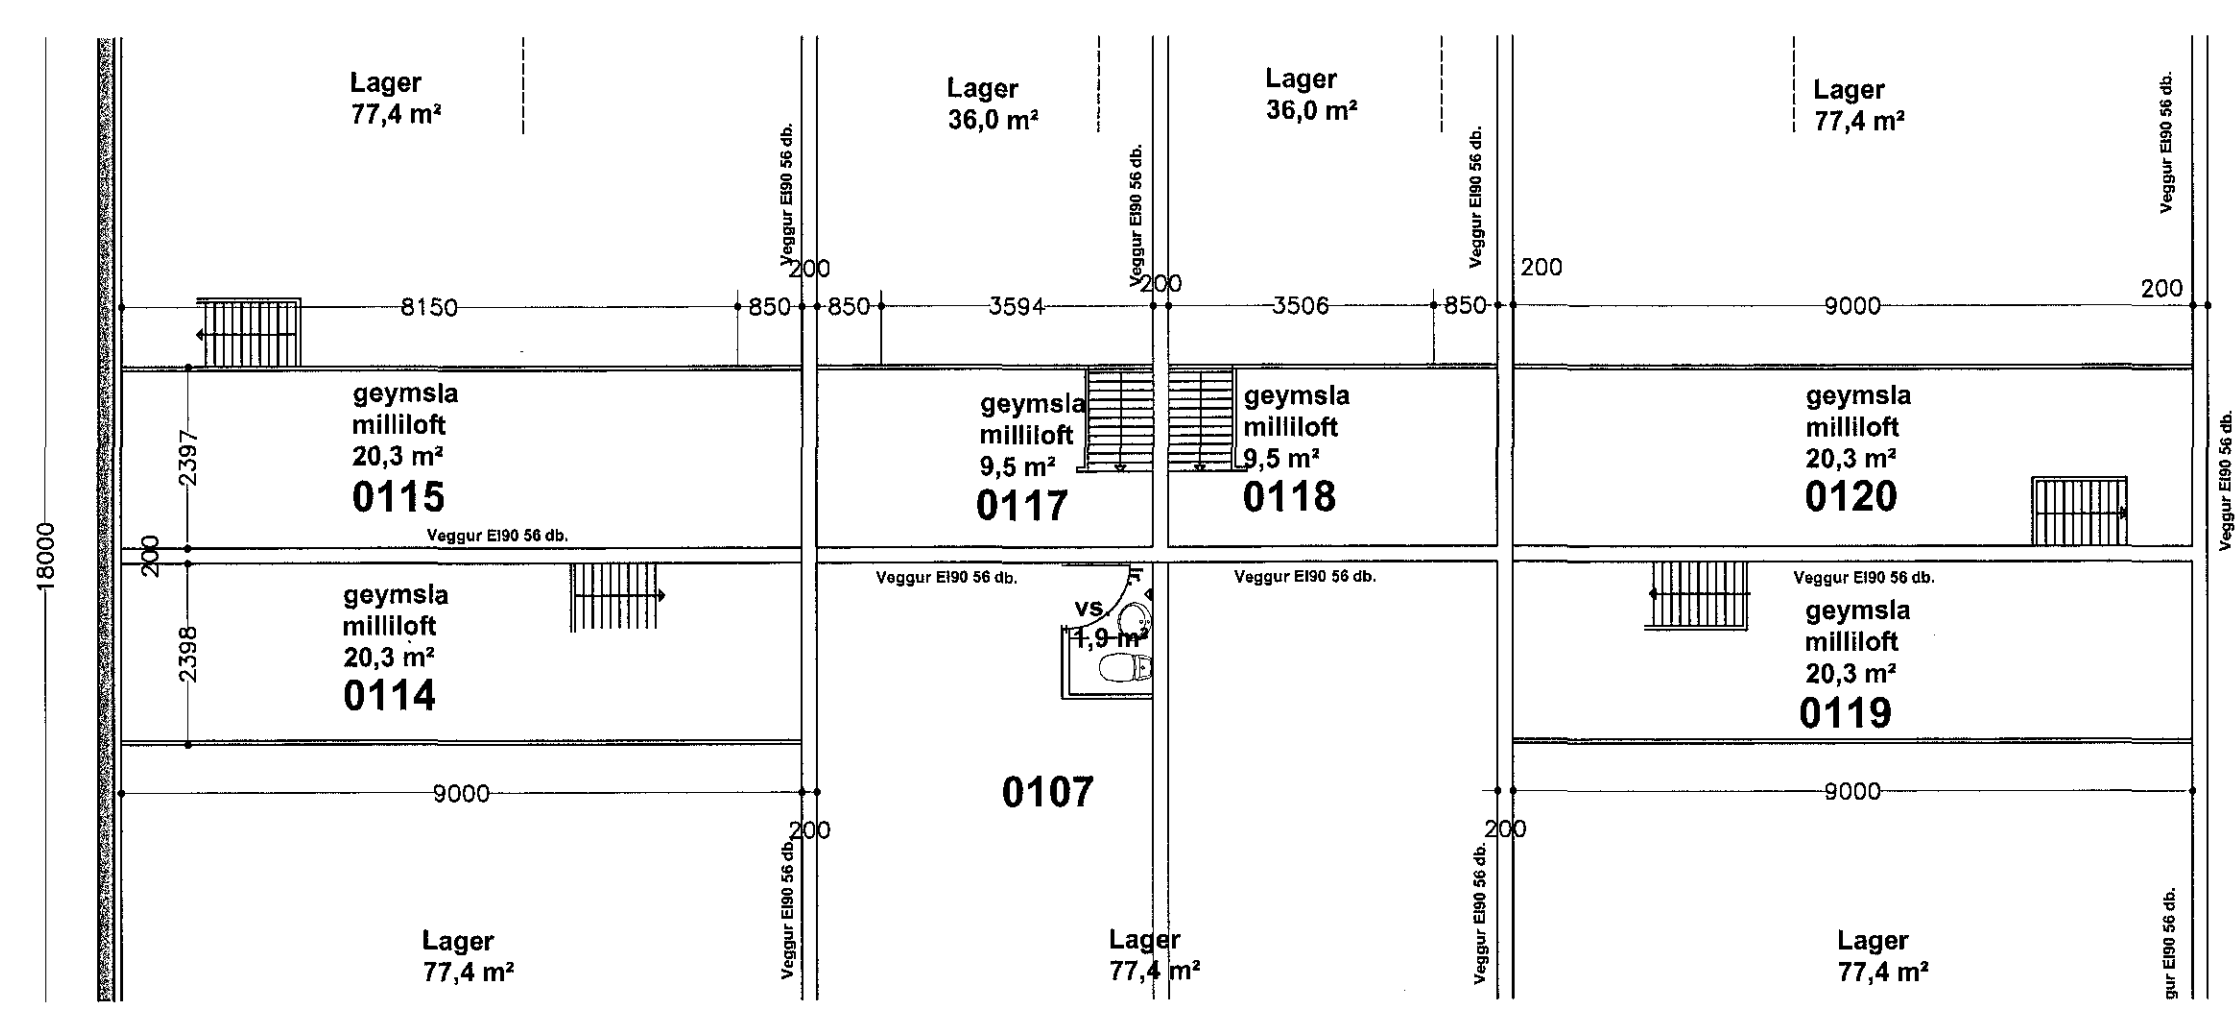 Lager
77,4 m²
Lager
36,0 m²
Lager
36,0 m²
Lager
77,4 m²
Veggur EI90 56 db.
Veggur EI90 56 db.
Veggur EI90 56 db.
Veggur EI90 56 db.
200
200
200
200
8150
850
850
3594
3506
850
9000
geymsla
milliloft
20,3 m²
0115
geymsla
milliloft
9,5 m²
0117
geymsla
milliloft
9,5 m²
0118
geymsla
milliloft
20,3 m²
0120
2397
Veggur EI90 56 db.
Veggur EI90 56 db.
18000
200
Veggur EI90 56 db.
Veggur EI90 56 db.
Veggur EI90 56 db.
geymsla
milliloft
20,3 m²
0114
2398
vs.
1,9 m²
geymsla
milliloft
20,3 m²
0119
9000
0107
9000
200
200
Veggur EI90 56 db.
Veggur EI90 56 db.
gur EI90 56 db.
Lager
77,4 m²
Lager
77,4 m²
Lager
77,4 m²